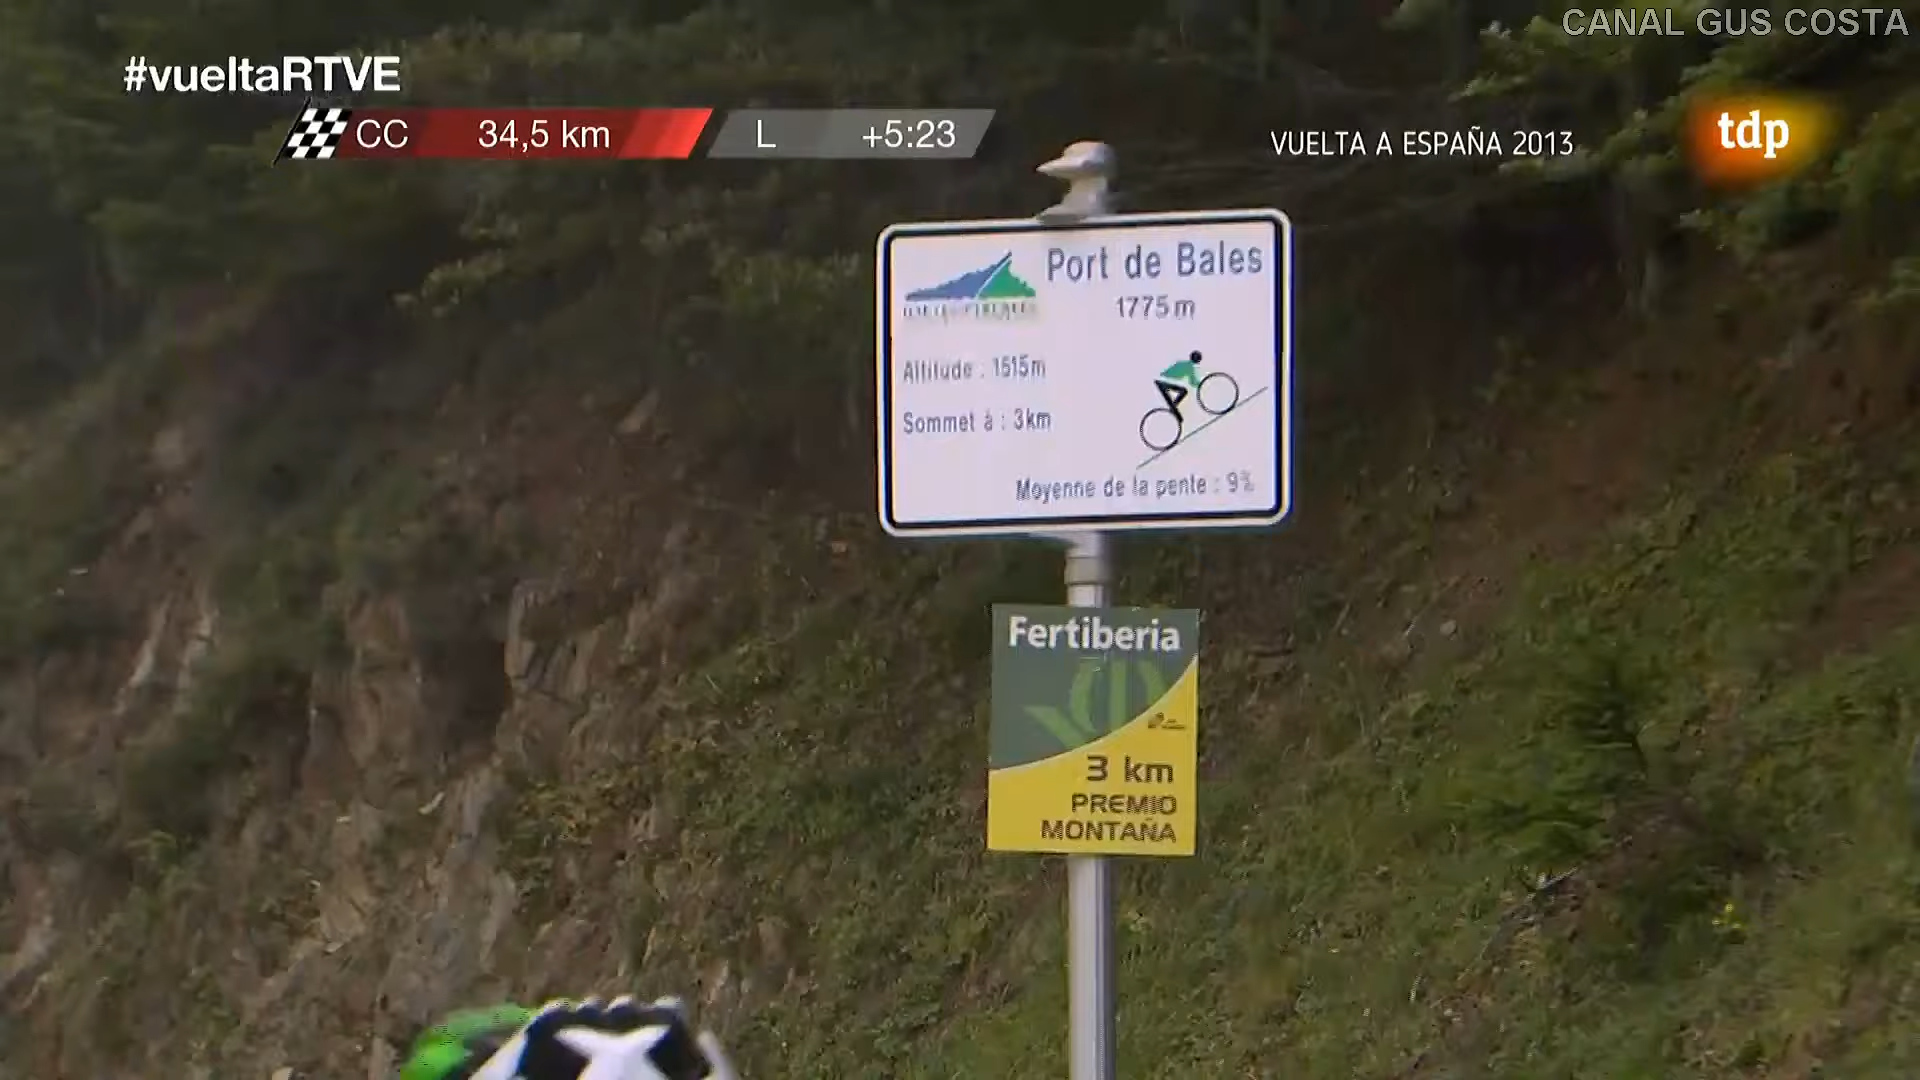 CANAL GUS COSTA
#vueltaRTVE
CC 34,5 km L +5:23
VUELTA A ESPAÑA 2013
tdp
Port de Bales
1775 m
Altitude : 1515m
Sommet à : 3km
Moyenne de la pente : 9%
Fertiberia
3 km
PREMIO
MONTAÑA